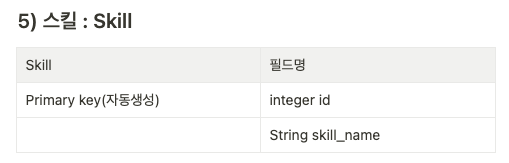 5) 스킬 : Skill
Skill 필드명
Primary key(자동생성) integer id
String skill_name